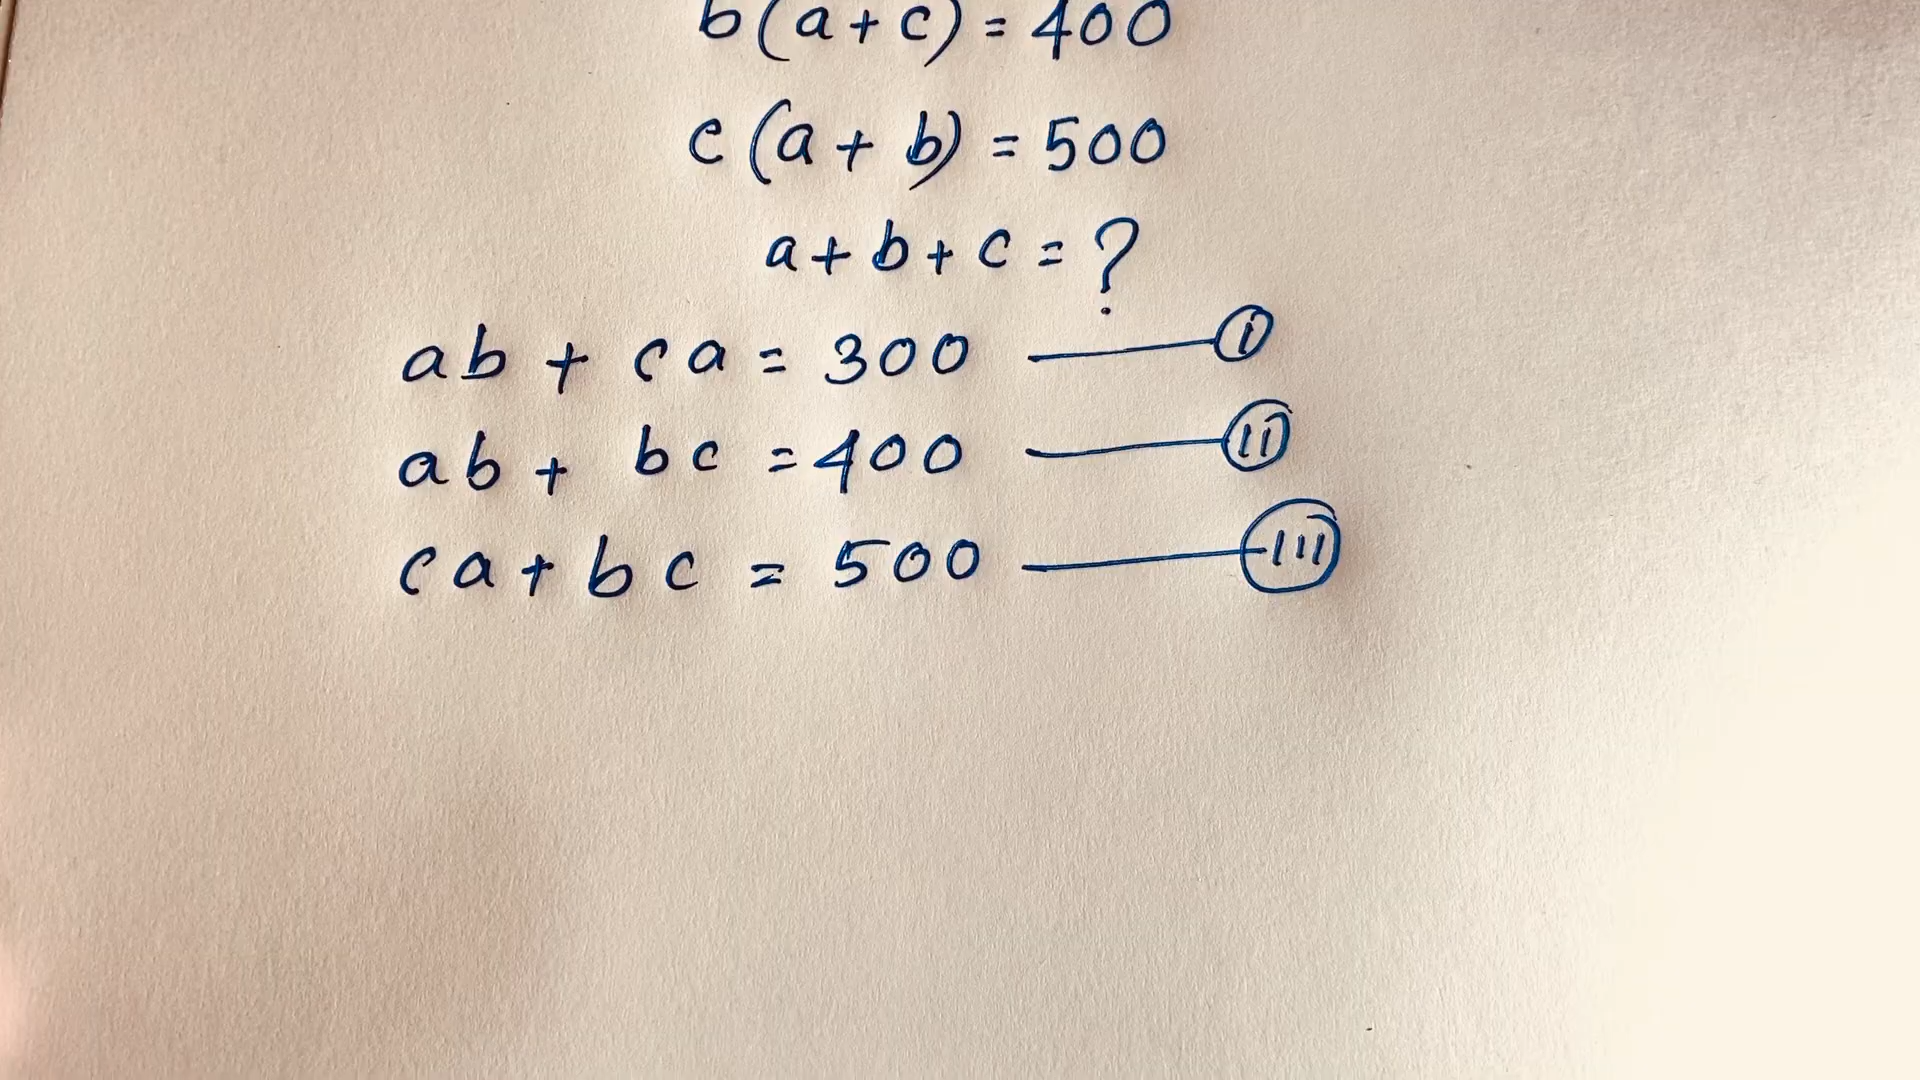 b(a+c)=400
c(a+b)=500
a+b+c=?
ab+ca=300 — (I)
ab+bc=400 — (II)
ca+bc=500 — (III)